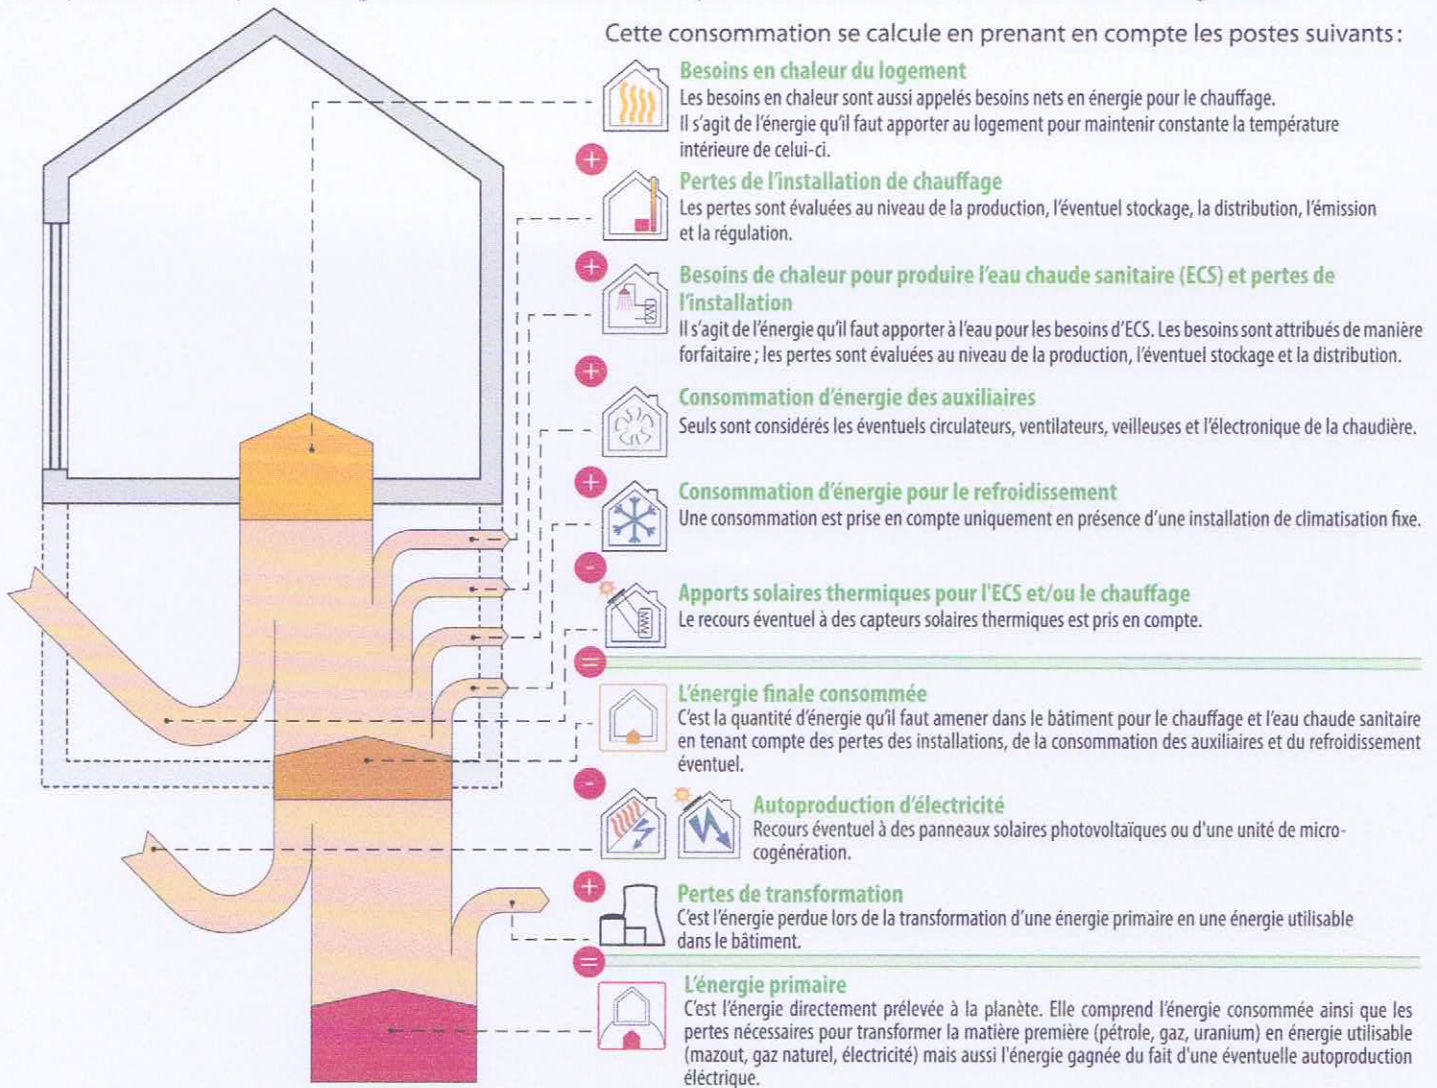 Cette consommation se calcule en prenant en compte les postes suivants :
Besoins en chaleur du logement
Les besoins en chaleur sont aussi appelés besoins nets en énergie pour le chauffage.
Il s'agit de l'énergie qu'il faut apporter au logement pour maintenir constante la température
intérieure de celui-ci.
+
Pertes de l'installation de chauffage
Les pertes sont évaluées au niveau de la production, l'éventuel stockage, la distribution, l'émission
et la régulation.
+
Besoins de chaleur pour produire l'eau chaude sanitaire (ECS) et pertes de
l'installation
Il s'agit de l'énergie qu'il faut apporter à l'eau pour les besoins d'ECS. Les besoins sont attribués de manière
forfaitaire ; les pertes sont évaluées au niveau de la production, l'éventuel stockage et la distribution.
+
Consommation d'énergie des auxiliaires
Seuls sont considérés les éventuels circulateurs, ventilateurs, veilleuses et l'électronique de la chaudière.
+
Consommation d'énergie pour le refroidissement
Une consommation est prise en compte uniquement en présence d'une installation de climatisation fixe.
-
Apports solaires thermiques pour l'ECS et/ou le chauffage
Le recours éventuel à des capteurs solaires thermiques est pris en compte.
=
L'énergie finale consommée
C'est la quantité d'énergie qu'il faut amener dans le bâtiment pour le chauffage et l'eau chaude sanitaire
en tenant compte des pertes des installations, de la consommation des auxiliaires et du refroidissement
éventuel.
-
Autoproduction d'électricité
Recours éventuel à des panneaux solaires photovoltaïques ou d'une unité de micro-
cogénération.
+
Pertes de transformation
C'est l'énergie perdue lors de la transformation d'une énergie primaire en une énergie utilisable
dans le bâtiment.
=
L'énergie primaire
C'est l'énergie directement prélevée à la planète. Elle comprend l'énergie consommée ainsi que les
pertes nécessaires pour transformer la matière première (pétrole, gaz, uranium) en énergie utilisable
(mazout, gaz naturel, électricité) mais aussi l'énergie gagnée du fait d'une éventuelle autoproduction
éléctrique.